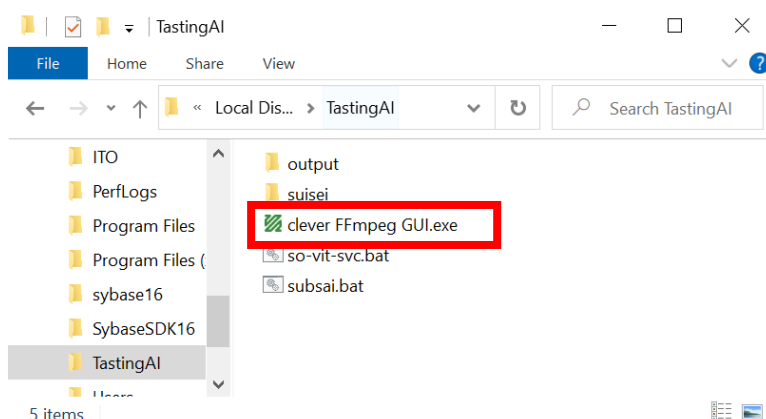 TastingAI
File Home Share View
« Local Dis... > TastingAI
Search TastingAI
ITO
PerfLogs
Program Files
Program Files (
sybase16
SybaseSDK16
TastingAI
Users
output
suisei
clever FFmpeg GUI.exe
so-vit-svc.bat
subsai.bat
5 items